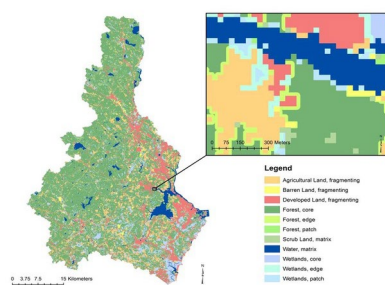 0 75 150 300 Meters
Legend
Agricultural Land, fragmenting
Barren Land, fragmenting
Developed Land, fragmenting
Forest, core
Forest, edge
Forest, patch
Scrub Land, matrix
Water, matrix
Wetlands, core
Wetlands, edge
Wetlands, patch
0 3.75 7.5 15 Kilometers